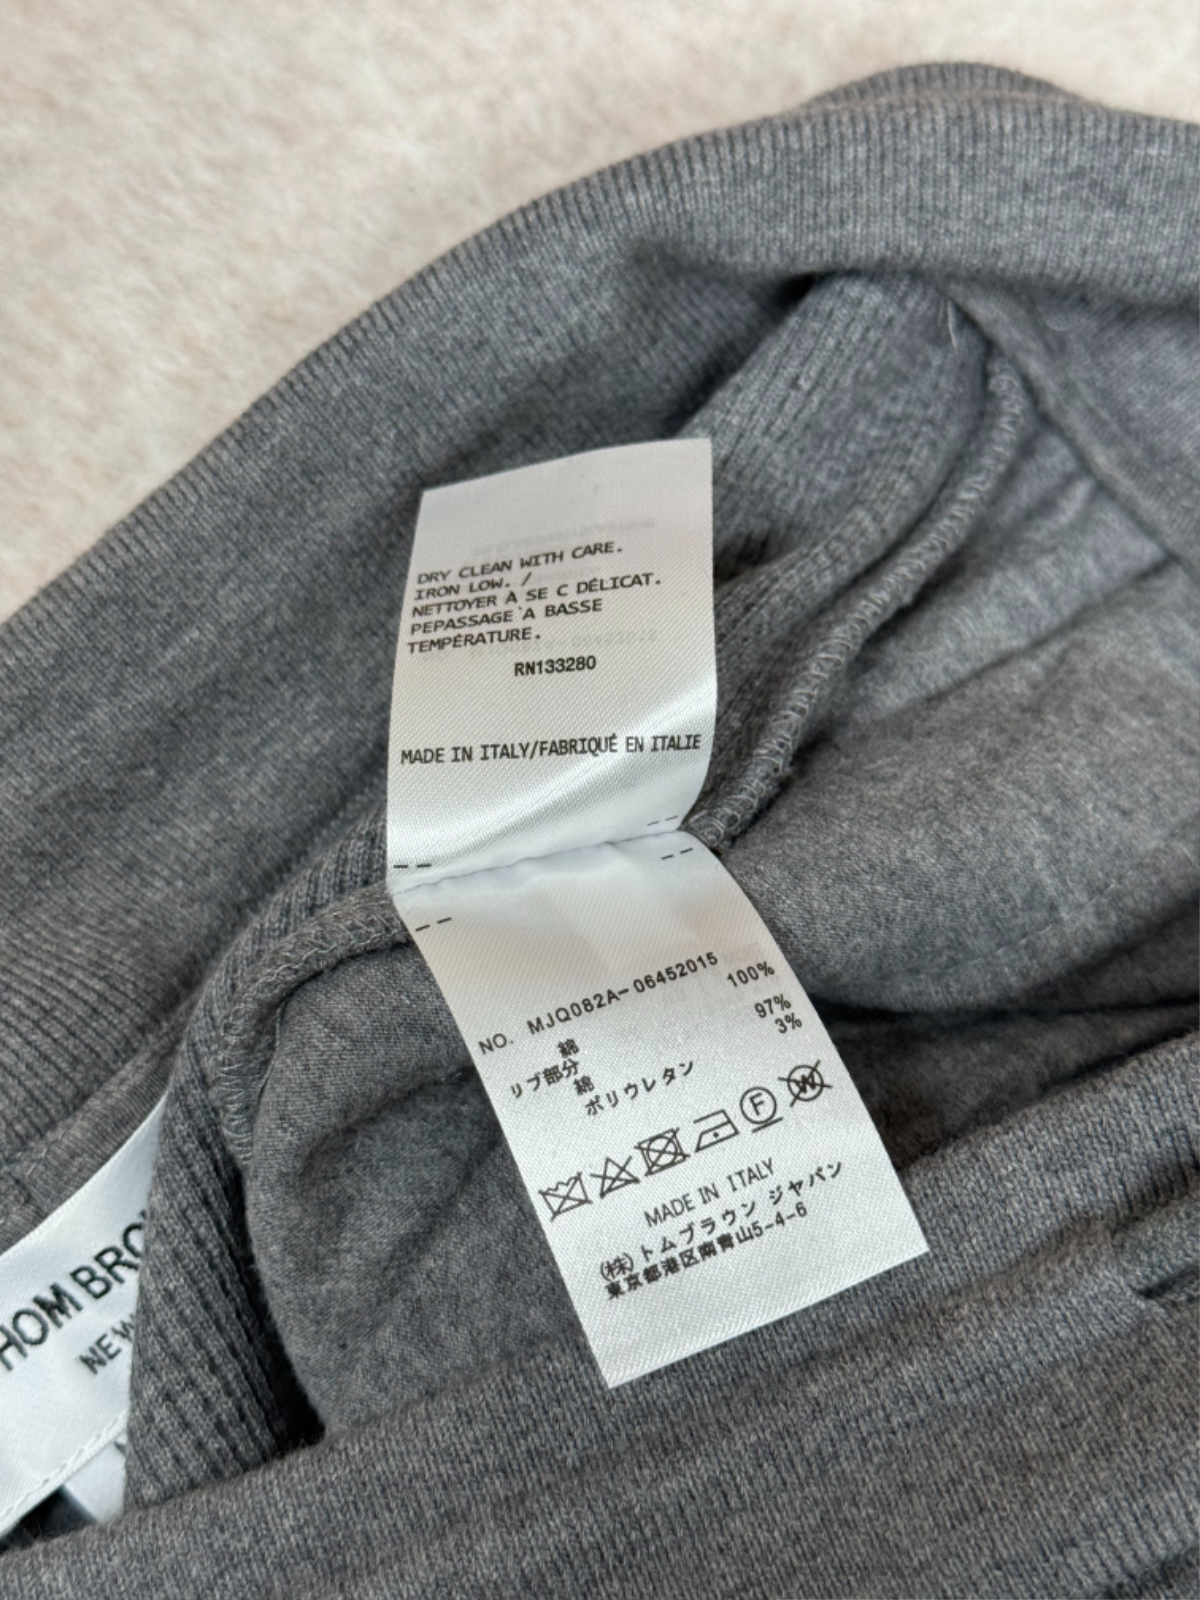 DRY CLEAN WITH CARE.
IRON LOW. /
NETTOYER À SE C DÉLICAT.
PEPASSAGE À BASSE
TEMPÉRATURE.
RN133280
MADE IN ITALY/FABRIQUÉ EN ITALIE
NO. MJQ082A-06452015
綿 100%
リブ部分
綿 97%
ポリウレタン 3%
F W
MADE IN ITALY
(株)トムブラウン ジャパン
東京都港区南青山5-4-6
HOM BRO
NEW